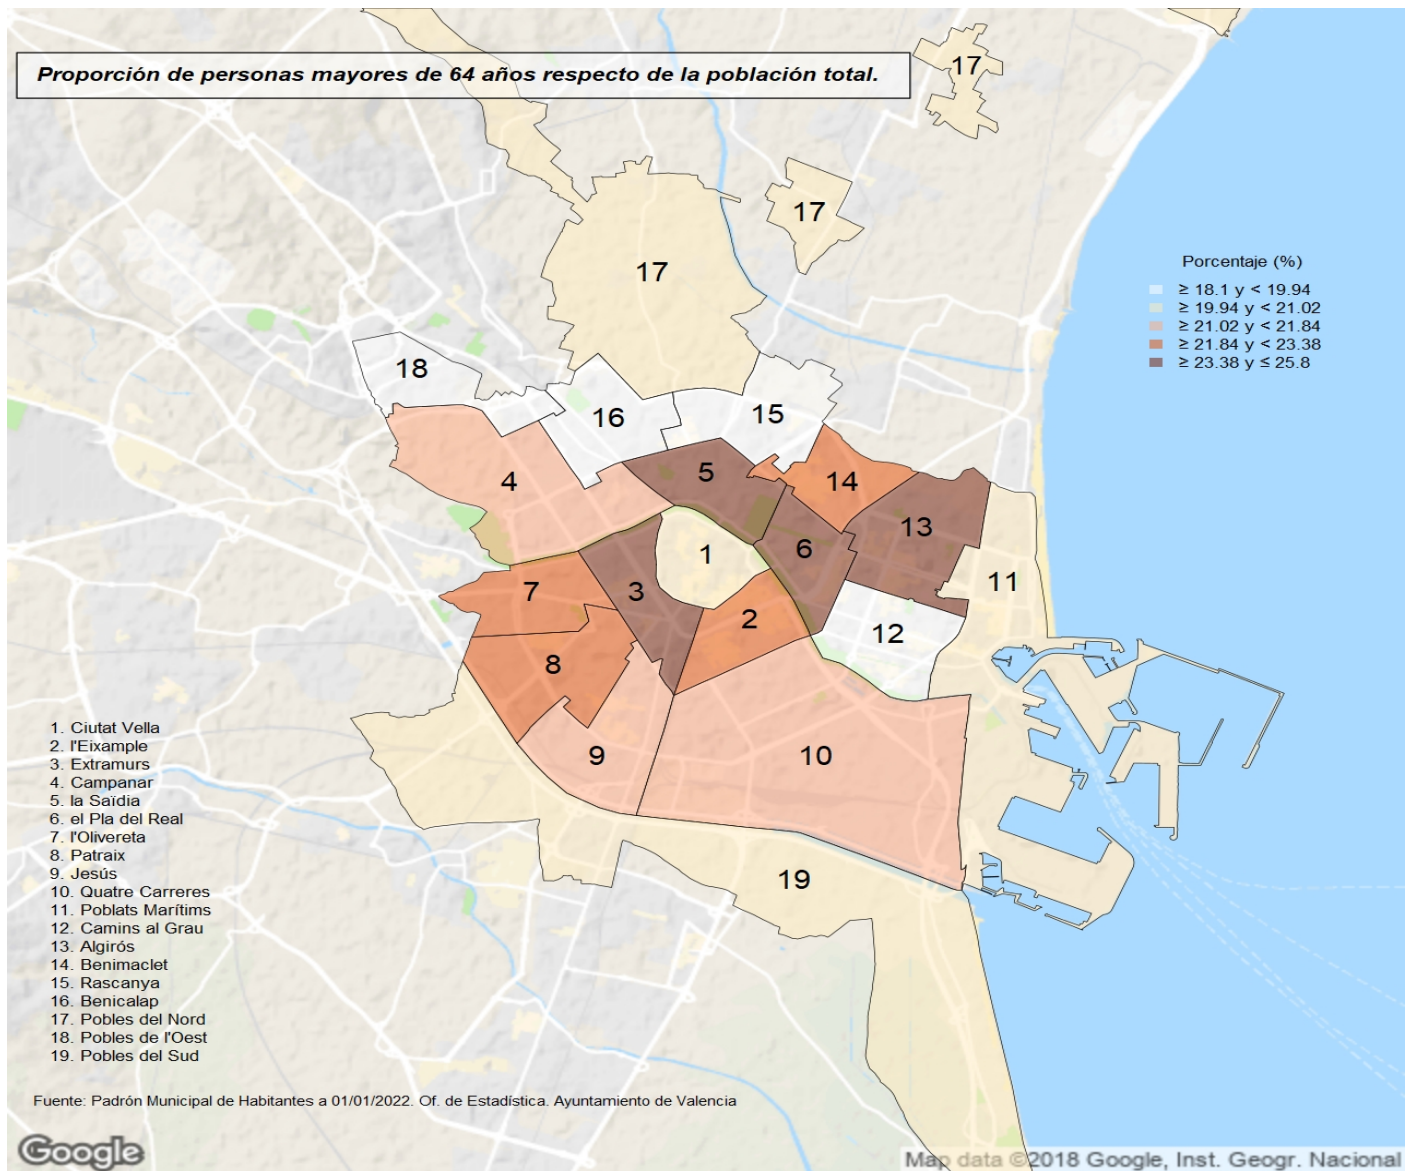 Proporción de personas mayores de 64 años respecto de la población total.
17
17
17
Porcentaje (%)
≥ 18.1 y < 19.94
≥ 19.94 y < 21.02
≥ 21.02 y < 21.84
≥ 21.84 y < 23.38
≥ 23.38 y ≤ 25.8
18
16
15
4
5
14
13
6
1
11
7
3
2
12
8
9
10
19
1. Ciutat Vella
2. l'Eixample
3. Extramurs
4. Campanar
5. la Saïdia
6. el Pla del Real
7. l'Olivereta
8. Patraix
9. Jesús
10. Quatre Carreres
11. Poblats Marítims
12. Camins al Grau
13. Algirós
14. Benimaclet
15. Rascanya
16. Benicalap
17. Pobles del Nord
18. Pobles de l'Oest
19. Pobles del Sud
Fuente: Padrón Municipal de Habitantes a 01/01/2022. Of. de Estadística. Ayuntamiento de Valencia
Google
Map data ©2018 Google, Inst. Geogr. Nacional